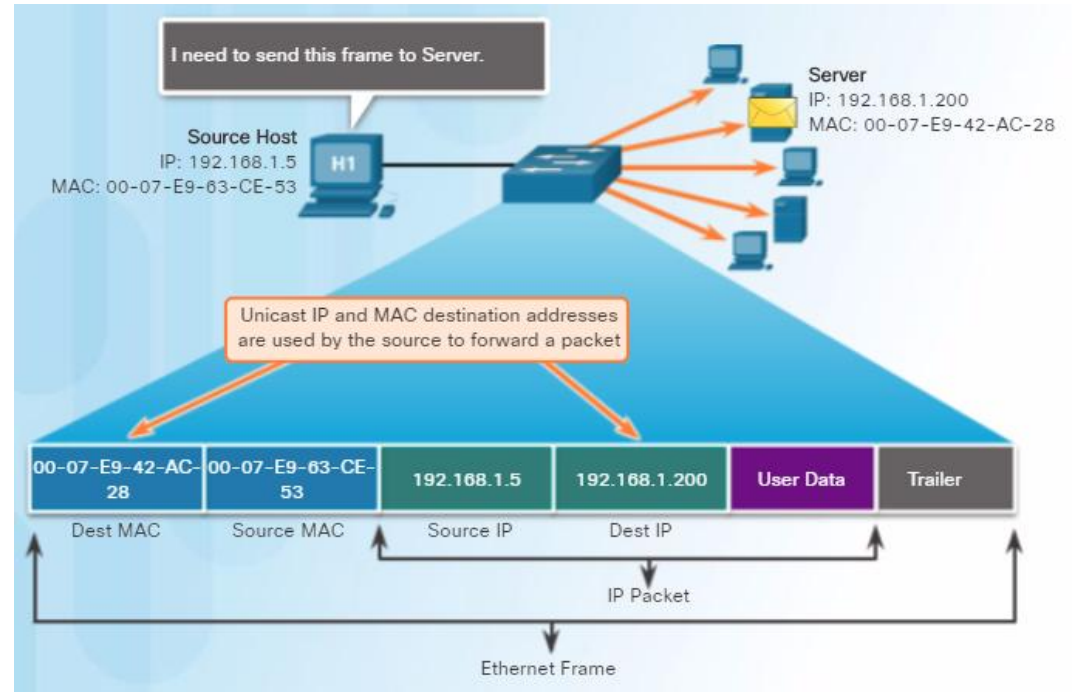 I need to send this frame to Server.
Source Host
IP: 192.168.1.5
MAC: 00-07-E9-63-CE-53
H1
Server
IP: 192.168.1.200
MAC: 00-07-E9-42-AC-28
Unicast IP and MAC destination addresses
are used by the source to forward a packet
00-07-E9-42-AC-
28
00-07-E9-63-CE-
53
192.168.1.5
192.168.1.200
User Data
Trailer
Dest MAC
Source MAC
Source IP
Dest IP
IP Packet
Ethernet Frame